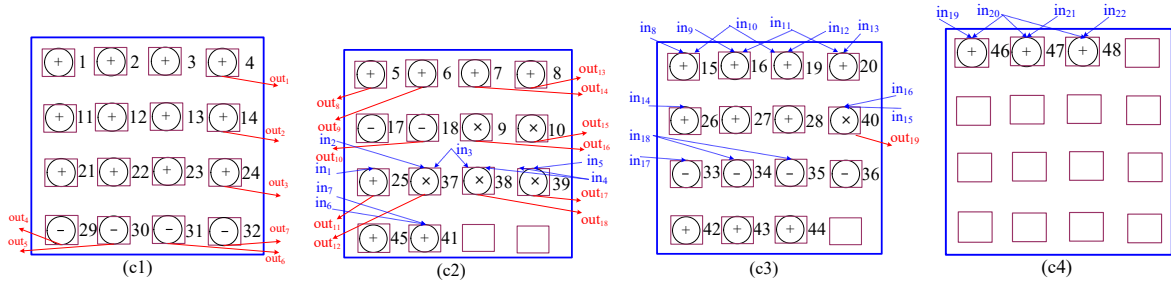 in₈ in₉ in₁₀ in₁₁ in₁₂ in₁₃ in₁₉ in₂₀ in₂₁ in₂₂
+ 1 + 2 + 3 + 4 out₁
+ 11 + 12 + 13 + 14 out₂
+ 21 + 22 + 23 + 24 out₃
out₄ out₅ − 29 − 30 − 31 − 32 out₇ out₆
(c1)
+ 5 + 6 + 7 + 8 out₁₃
out₈ out₁₄
out₉ − 17 − 18 × 9 × 10 out₁₅
out₁₀ in₂ in₃ out₁₆
in₁ in₅
in₇ + 25 × 37 × 38 × 39 in₄
in₆ out₁₇
out₁₁ out₁₈
out₁₂ + 45 + 41
(c2)
+ 15 + 16 + 19 + 20
in₁₄ in₁₆
+ 26 + 27 + 28 × 40 in₁₅
in₁₈ out₁₉
in₁₇ − 33 − 34 − 35 − 36
+ 42 + 43 + 44
(c3)
+ 46 + 47 + 48
(c4)